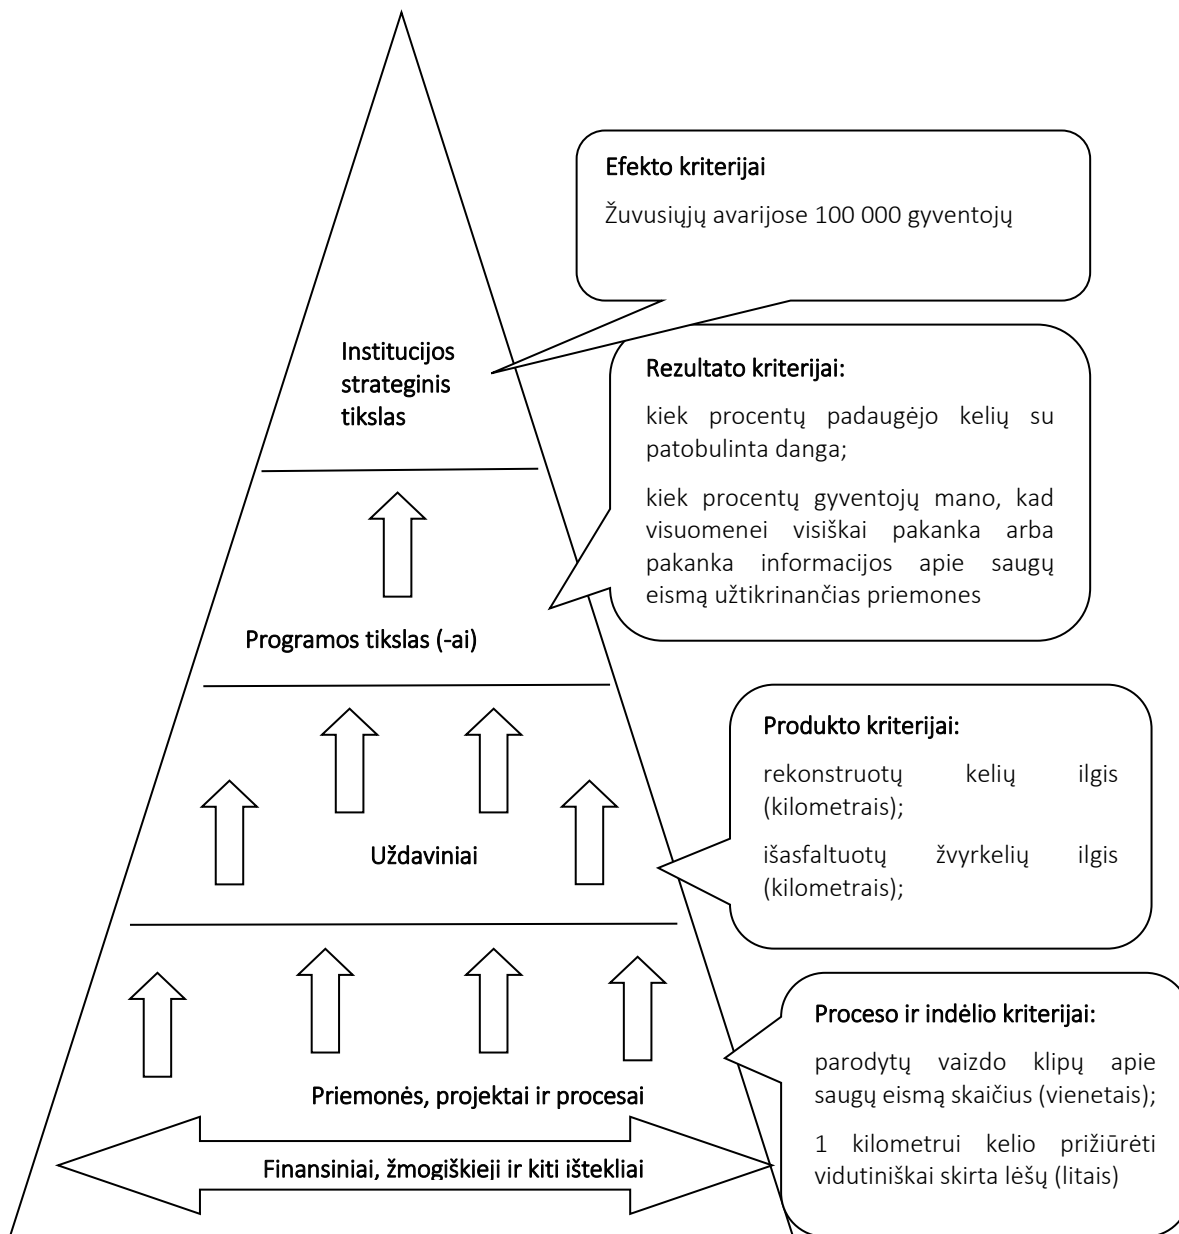 Efekto kriterijai
Žuvusiųjų avarijose 100 000 gyventojų
Institucijos
strateginis
tikslas
Rezultato kriterijai:
kiek procentų padaugėjo kelių su
patobulinta danga;
kiek procentų gyventojų mano, kad
visuomenei visiškai pakanka arba
pakanka informacijos apie saugų
eismą užtikrinančias priemones
Programos tikslas (-ai)
Produkto kriterijai:
rekonstruotų kelių ilgis
(kilometrais);
išasfaltuotų žvyrkelių ilgis
(kilometrais);
Uždaviniai
Proceso ir indėlio kriterijai:
parodytų vaizdo klipų apie
saugų eismą skaičius (vienetais);
1 kilometrui kelio prižiūrėti
vidutiniškai skirta lėšų (litais)
Priemonės, projektai ir procesai
Finansiniai, žmogiškieji ir kiti ištekliai